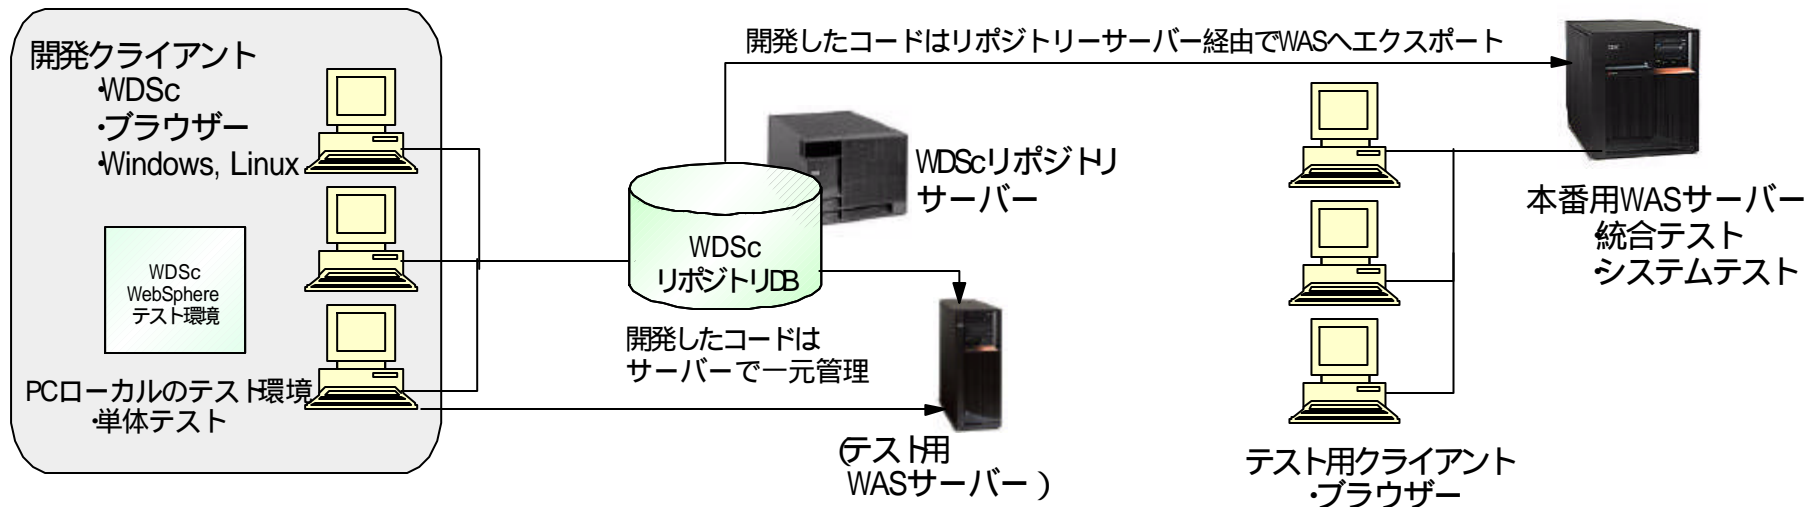 開発クライアント
・WDSc
・ブラウザー
・Windows, Linux
WDSc
WebSphere
テスト環境
PCローカルのテスト環境
・単体テスト
開発したコードはリポジトリーサーバー経由でWASへエクスポート
WDScリポジトリ
サーバー
WDSc
リポジトリDB
開発したコードは
サーバーで一元管理
(テスト用
WASサーバー )
テスト用クライアント
・ブラウザー
本番用WASサーバー
・統合テスト
・システムテスト